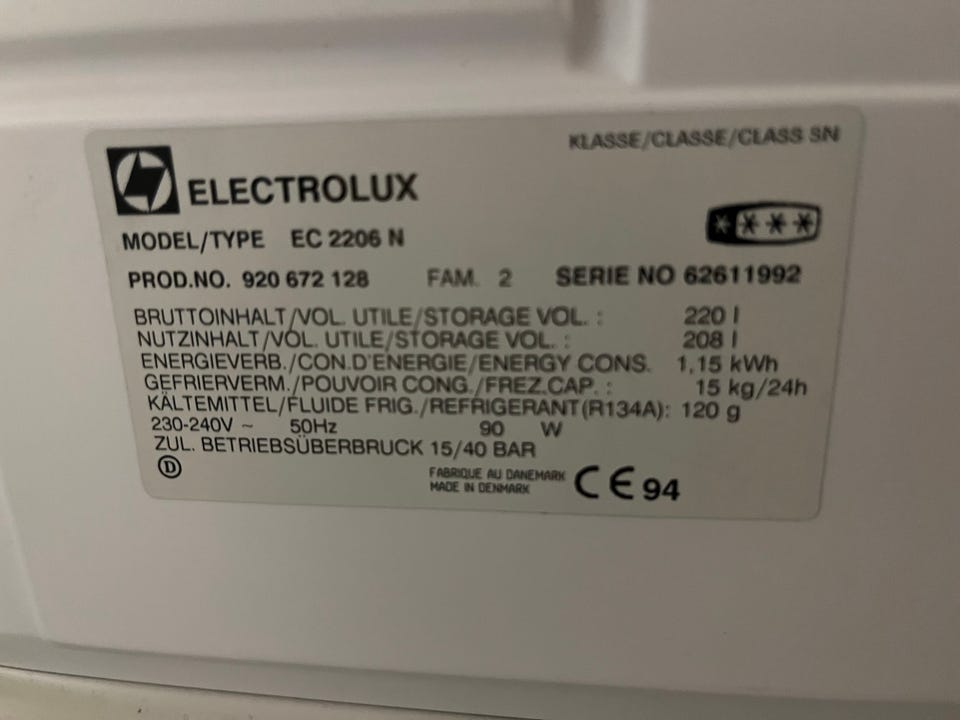 KLASSE/CLASSE/CLASS SN
ELECTROLUX
MODEL/TYPE EC 2206 N
PROD.NO. 920 672 128 FAM. 2 SERIE NO 62611992
BRUTTOINHALT/VOL. UTILE/STORAGE VOL. : 220 l
NUTZINHALT/VOL. UTILE/STORAGE VOL. : 208 l
ENERGIEVERB./CON.D'ENERGIE/ENERGY CONS. 1,15 kWh
GEFRIERVERM./POUVOIR CONG./FREZ.CAP. : 15 kg/24h
KÄLTEMITTEL/FLUIDE FRIG./REFRIGERANT(R134A): 120 g
230-240V ~ 50Hz 90 W
ZUL. BETRIEBSÜBERBRUCK 15/40 BAR
D
FABRIQUE AU DANEMARK
MADE IN DENMARK
CE 94